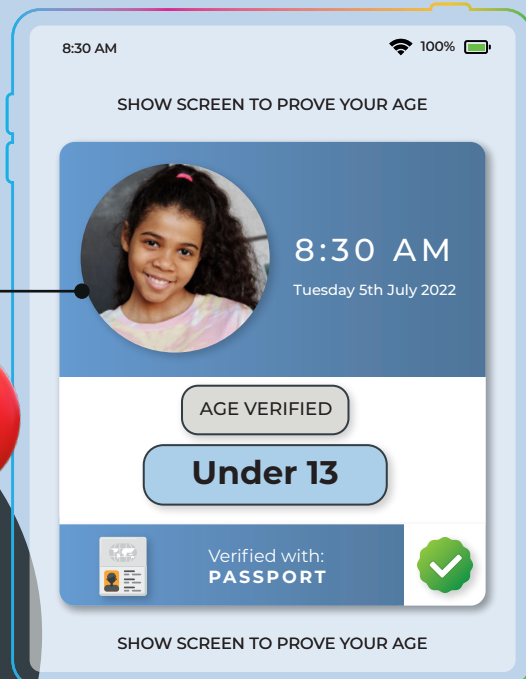 8:30 AM
100%
SHOW SCREEN TO PROVE YOUR AGE
8:30 AM
Tuesday 5th July 2022
AGE VERIFIED
Under 13
Verified with:
PASSPORT
SHOW SCREEN TO PROVE YOUR AGE